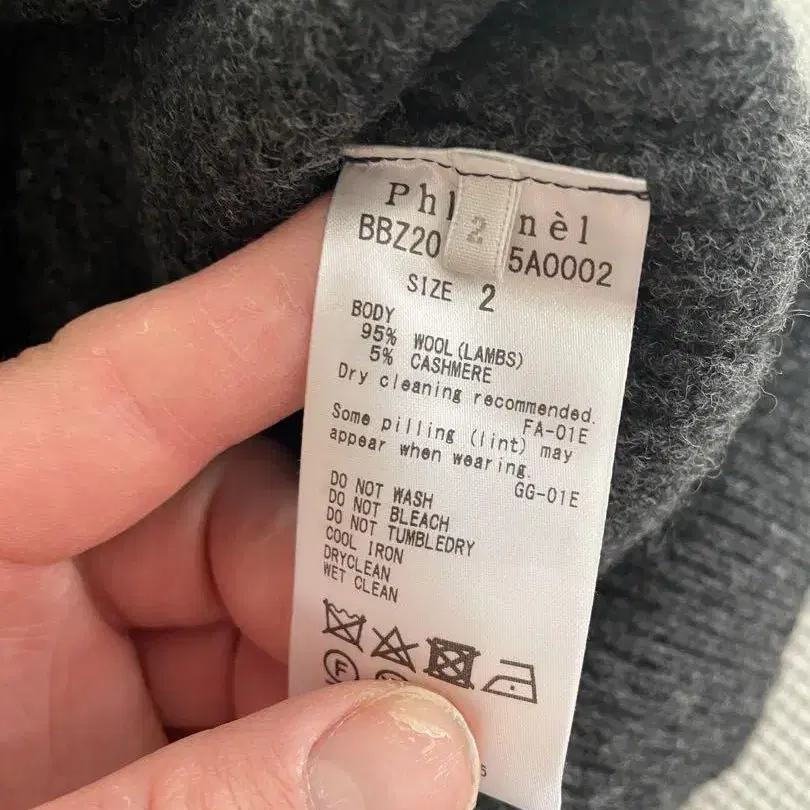 Phl nèl
2
BBZ20 5A0002
SIZE 2
BODY
95% WOOL (LAMBS)
5% CASHMERE
Dry cleaning recommended.
FA-01E
Some pilling (lint) may
appear when wearing.
GG-01E
DO NOT WASH
DO NOT BLEACH
DO NOT TUMBLEDRY
COOL IRON
DRYCLEAN
WET CLEAN
F